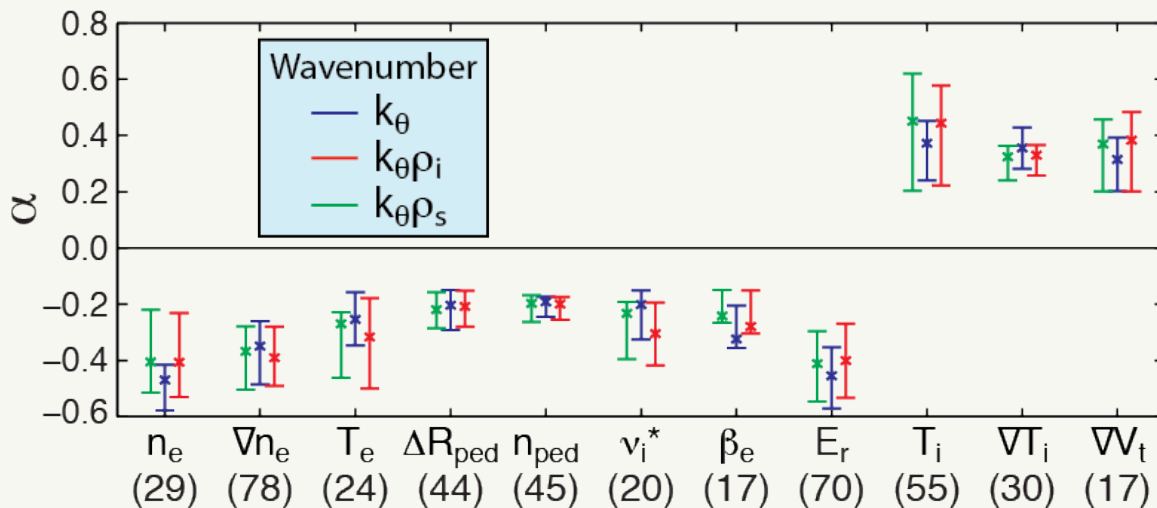 0.8
0.6
0.4
0.2
0.0
−0.2
−0.4
−0.6
α
Wavenumber
kθ
kθρi
kθρs
ne ∇ne Te ΔRped nped νi* βe Er Ti ∇Ti ∇Vt
(29) (78) (24) (44) (45) (20) (17) (70) (55) (30) (17)